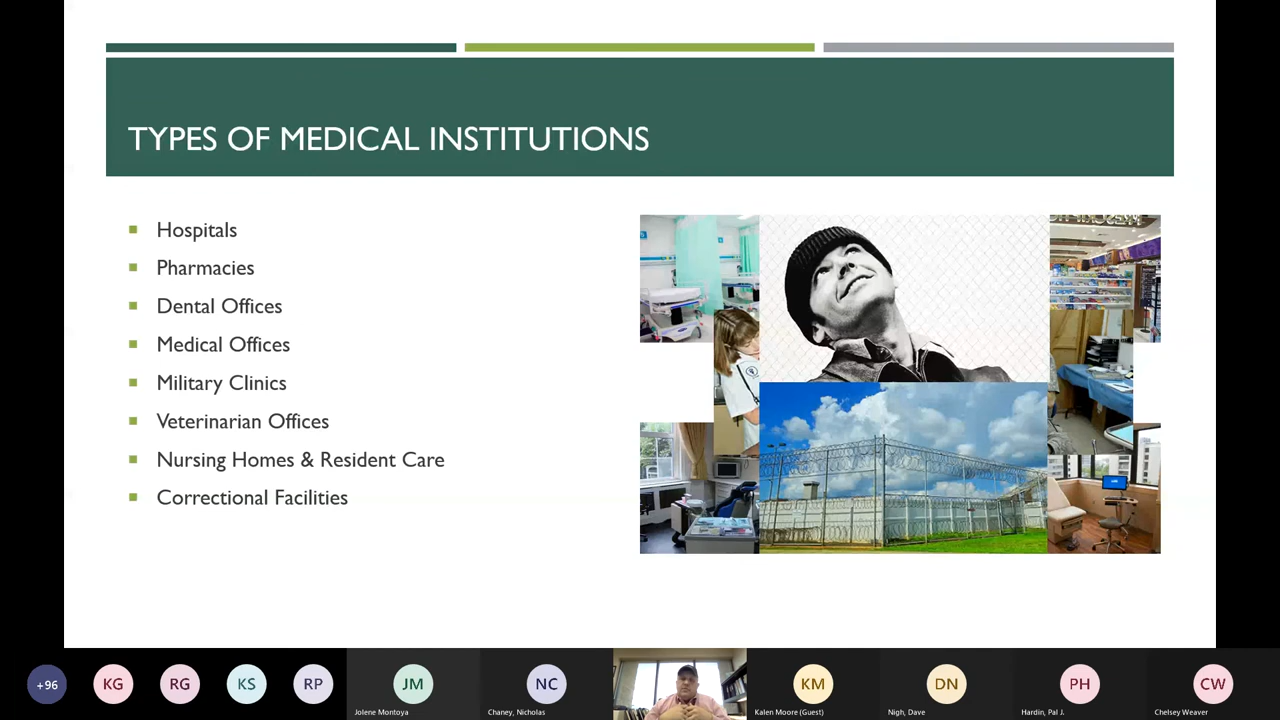 TYPES OF MEDICAL INSTITUTIONS
Hospitals
Pharmacies
Dental Offices
Medical Offices
Military Clinics
Veterinarian Offices
Nursing Homes & Resident Care
Correctional Facilities
+96
KG
RG
KS
RP
JM
NC
KM
DN
PH
CW
Jolene Montoya
Chaney, Nicholas
Kalen Moore (Guest)
Nigh, Dave
Hardin, Pal J.
Chelsey Weaver